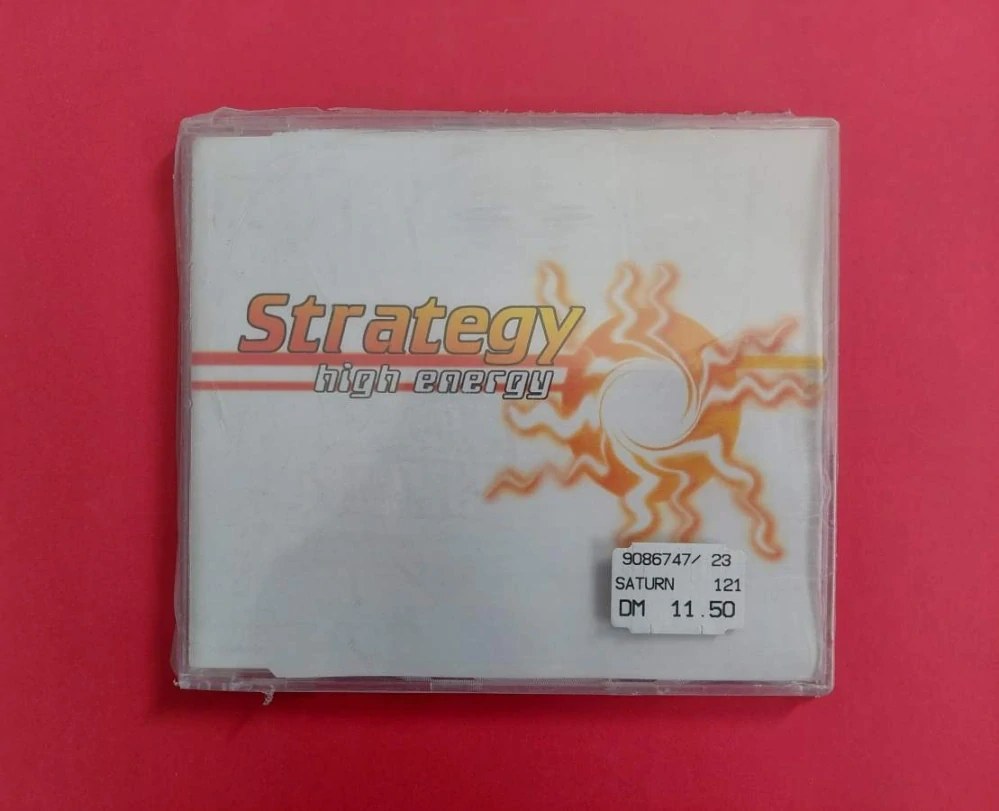 Strategy
high energy
9086747/ 23
SATURN 121
DM 11.50